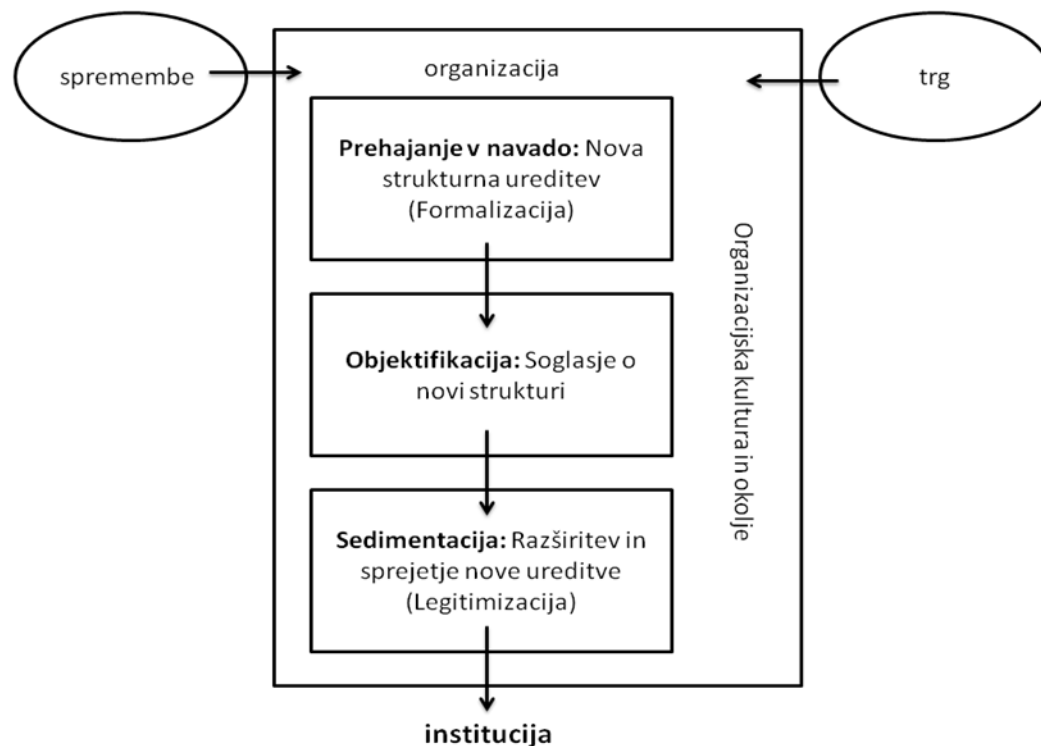 spremembe
organizacija
trg
Prehajanje v navado: Nova
strukturna ureditev
(Formalizacija)
Objektifikacija: Soglasje o
novi strukturi
Sedimentacija: Razširitev in
sprejetje nove ureditve
(Legitimizacija)
Organizacijska kultura in okolje
institucija